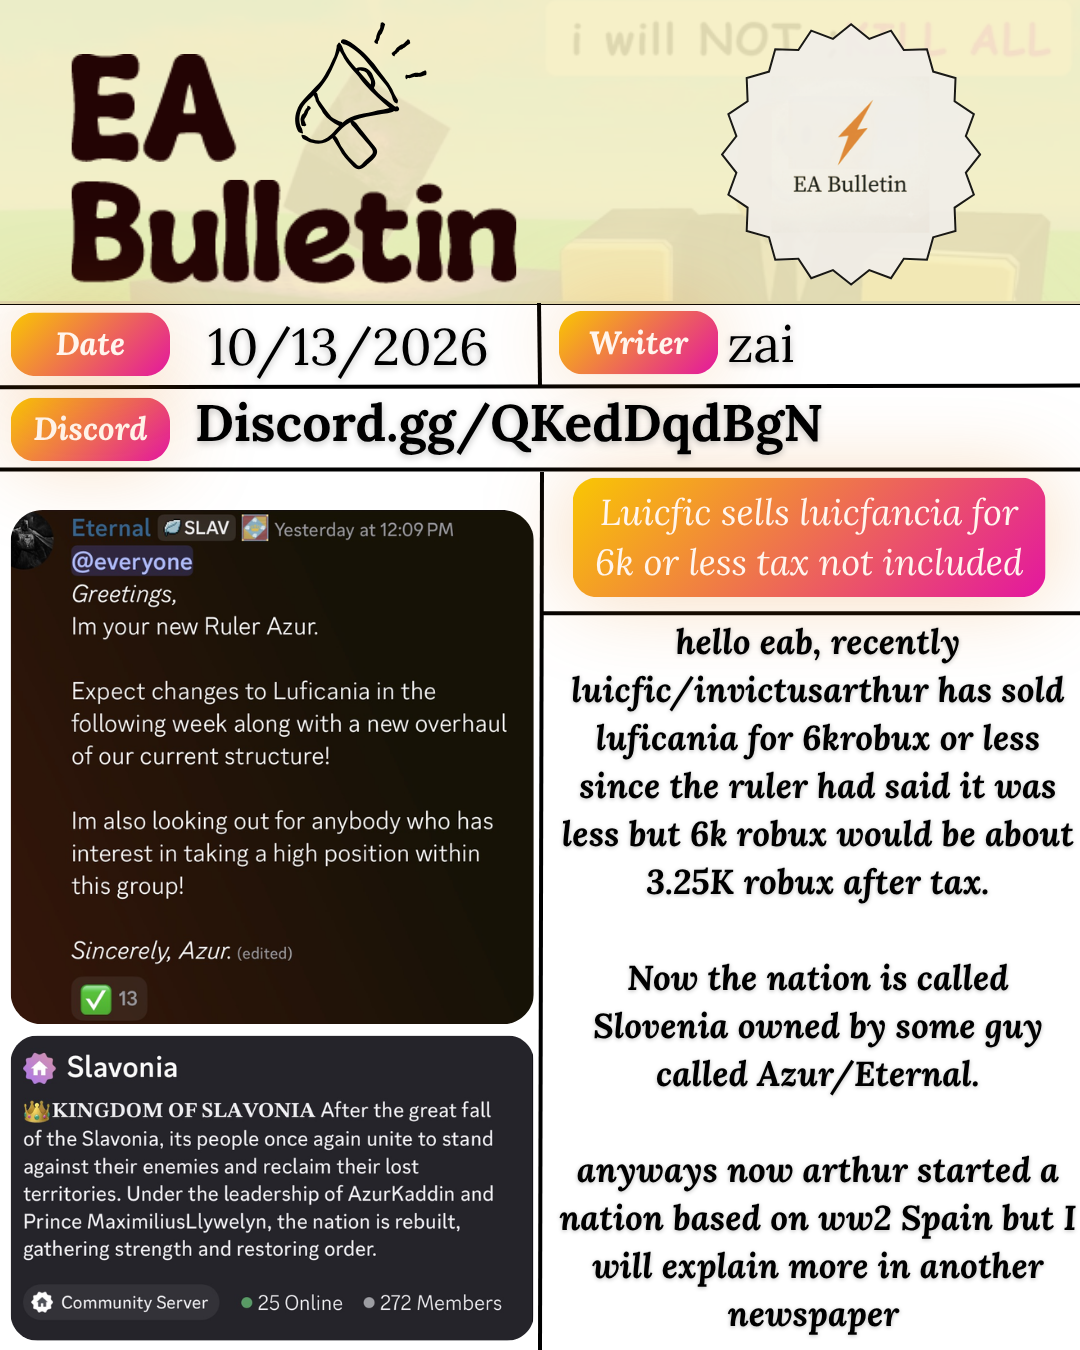 i will NOT KILL ALL
EA
Bulletin
EA Bulletin
Date
10/13/2026
Writer
zai
Discord
Discord.gg/QKedDqdBgN
Eternal SLAV Yesterday at 12:09 PM
@everyone
Greetings,
Im your new Ruler Azur.
Expect changes to Luficania in the
following week along with a new overhaul
of our current structure!
Im also looking out for anybody who has
interest in taking a high position within
this group!
Sincerely, Azur. (edited)
✅ 13
Slavonia
👑KINGDOM OF SLAVONIA After the great fall
of the Slavonia, its people once again unite to stand
against their enemies and reclaim their lost
territories. Under the leadership of AzurKaddin and
Prince MaximiliusLlywelyn, the nation is rebuilt,
gathering strength and restoring order.
Community Server 25 Online 272 Members
Luicfic sells luicfancia for
6k or less tax not included
hello eab, recently
luicfic/invictusarthur has sold
luficania for 6krobux or less
since the ruler had said it was
less but 6k robux would be about
3.25K robux after tax.
Now the nation is called
Slovenia owned by some guy
called Azur/Eternal.
anyways now arthur started a
nation based on ww2 Spain but I
will explain more in another
newspaper